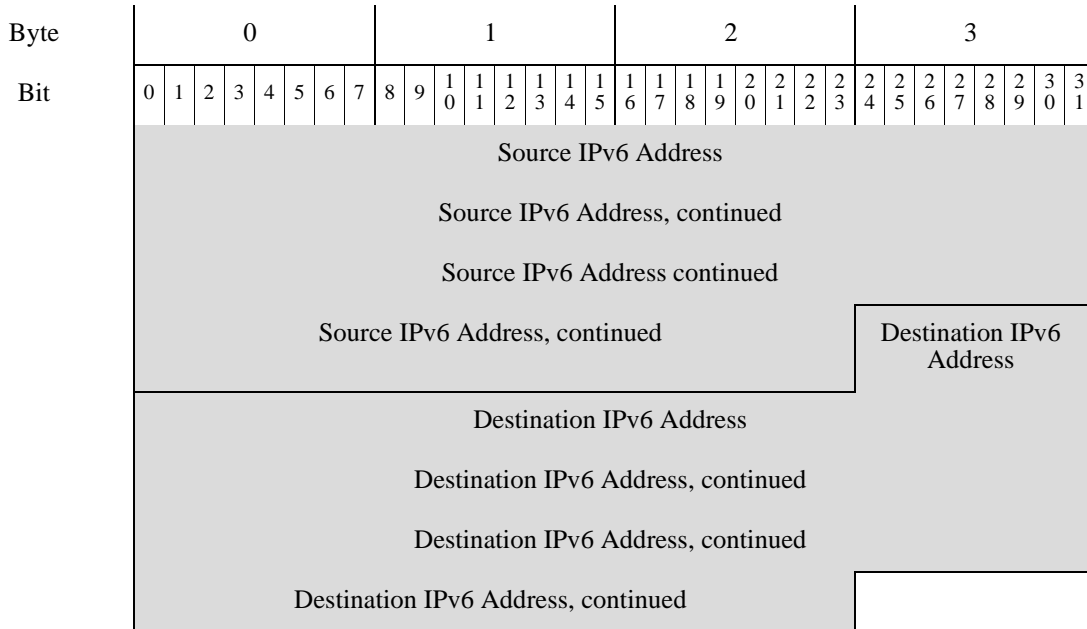 Byte 0 1 2 3
Bit 0 1 2 3 4 5 6 7 8 9 10 11 12 13 14 15 16 17 18 19 20 21 22 23 24 25 26 27 28 29 30 31
Source IPv6 Address
Source IPv6 Address, continued
Source IPv6 Address continued
Source IPv6 Address, continued
Destination IPv6
Address
Destination IPv6 Address
Destination IPv6 Address, continued
Destination IPv6 Address, continued
Destination IPv6 Address, continued